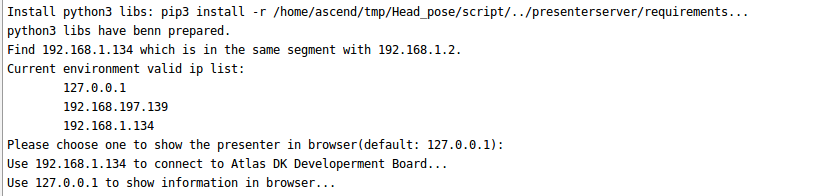 Install python3 libs: pip3 install -r /home/ascend/tmp/Head_pose/script/../presenterserver/requirements...
python3 libs have benn prepared.
Find 192.168.1.134 which is in the same segment with 192.168.1.2.
Current environment valid ip list:
127.0.0.1
192.168.197.139
192.168.1.134
Please choose one to show the presenter in browser(default: 127.0.0.1):
Use 192.168.1.134 to connect to Atlas DK Developerment Board...
Use 127.0.0.1 to show information in browser...